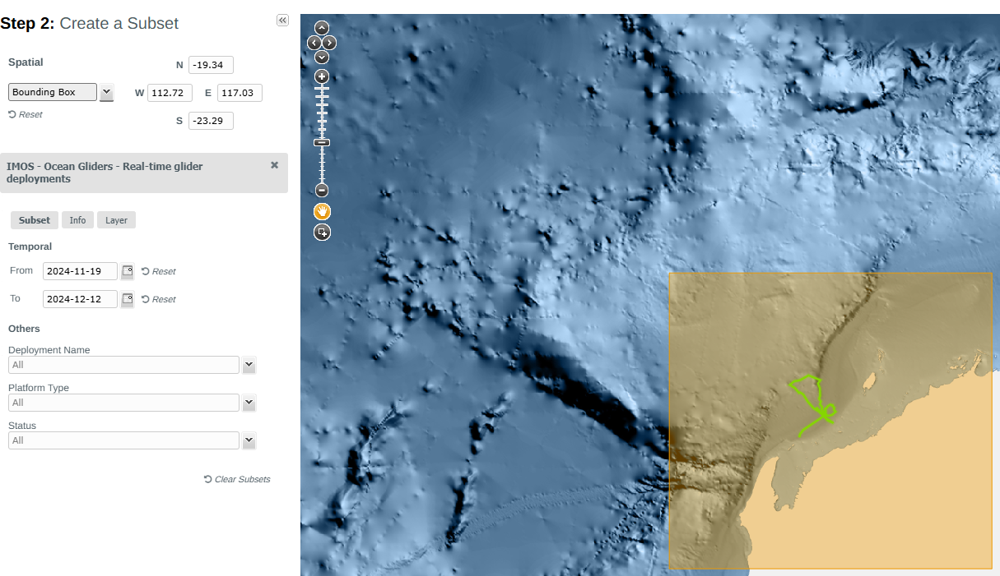 Step 2: Create a Subset
Spatial
N -19.34
Bounding Box
W 112.72 E 117.03
Reset
S -23.29
IMOS - Ocean Gliders - Real-time glider
deployments
Subset Info Layer
Temporal
From 2024-11-19 Reset
To 2024-12-12 Reset
Others
Deployment Name
All
Platform Type
All
Status
All
Clear Subsets